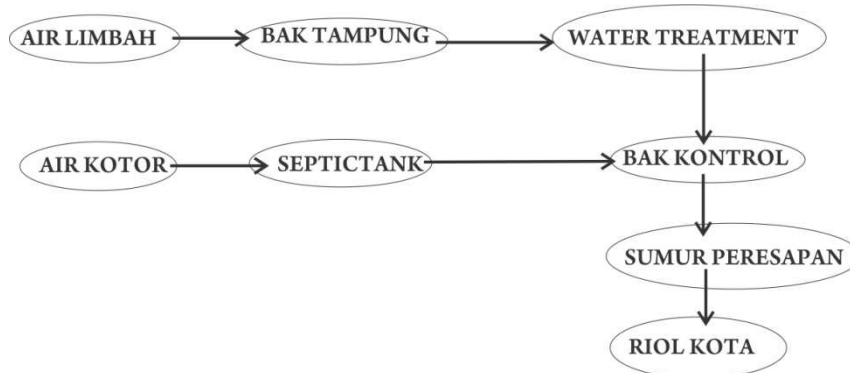 AIR LIMBAH
BAK TAMPUNG
WATER TREATMENT
AIR KOTOR
SEPTICTANK
BAK KONTROL
SUMUR PERESAPAN
RIOL KOTA